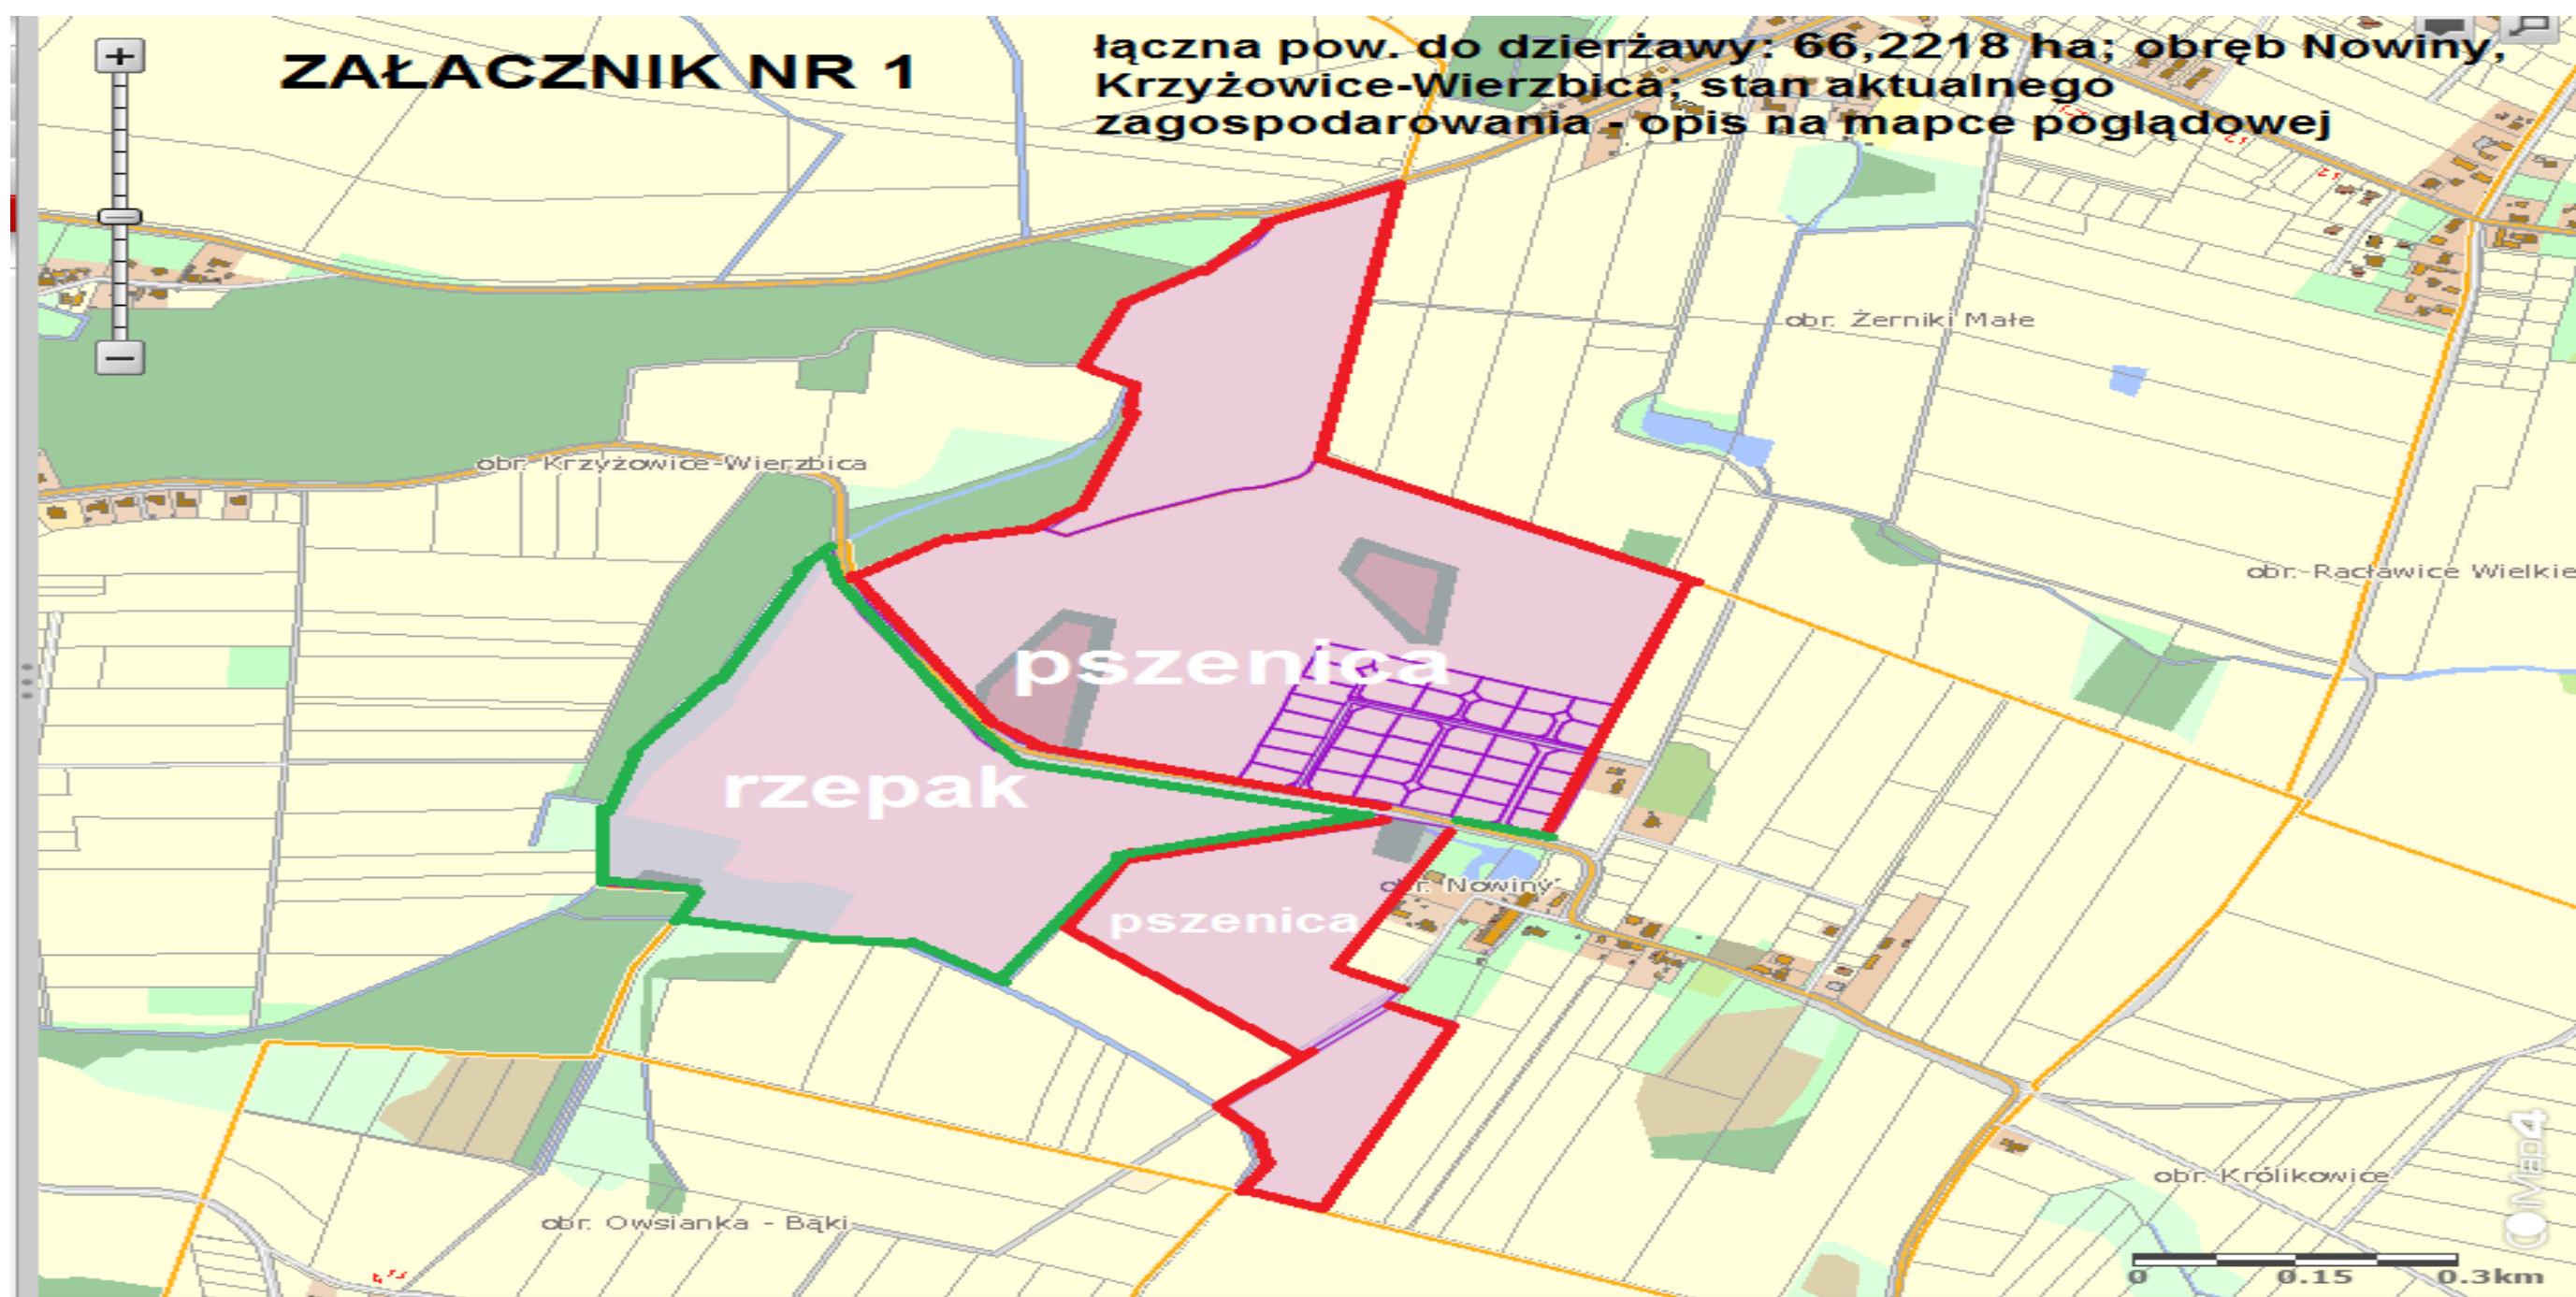 ZAŁACZNIK NR 1
łączna pow. do dzierżawy: 66,2218 ha; obręb Nowiny,
Krzyżowice-Wierzbica; stan aktualnego
zagospodarowania - opis na mapce poglądowej
obr. Żerniki Małe
obr. Krzyżowice-Wierzbica
obr. Racławice Wielkie
pszenica
rzepak
obr. Nowiny
pszenica
obr. Królikowice
obr. Owsianka - Bąki
Map4
0 0.15 0.3km